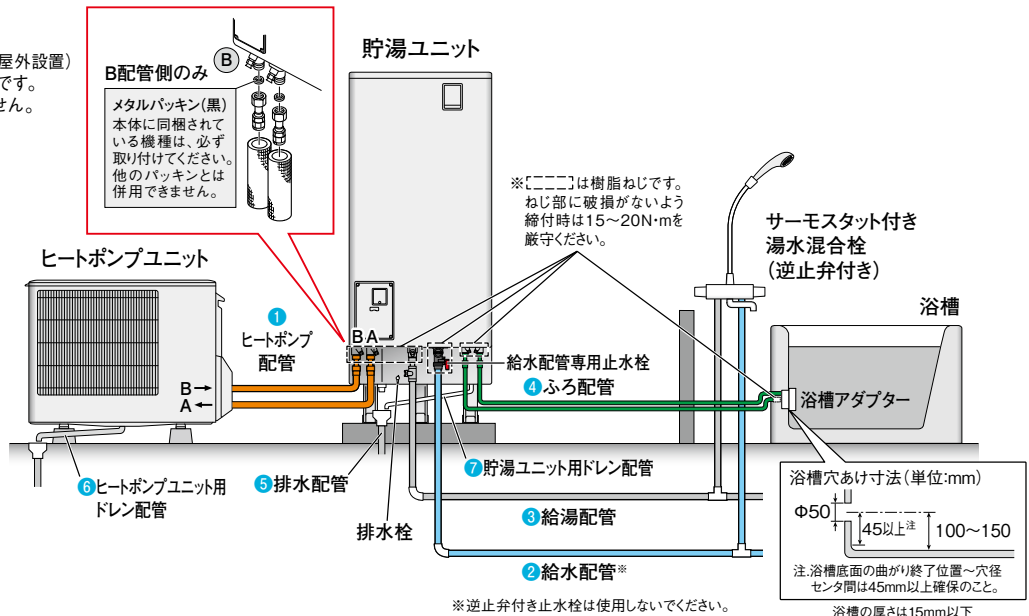 屋外設置)
です。
せん。
B配管側のみ
B
メタルパッキン(黒)
本体に同梱されて
いる機種は、必ず
取り付けてください。
他のパッキンとは
併用できません。
貯湯ユニット
※[    ]は樹脂ねじです。
ねじ部に破損がないよう
締付時は15～20N・mを
厳守ください。
サーモスタット付き
湯水混合栓
(逆止弁付き)
ヒートポンプユニット
浴槽
1
ヒートポンプ
配管
B A
B→
A←
給水配管専用止水栓
4ふろ配管
浴槽アダプター
6ヒートポンプユニット用
ドレン配管
5排水配管
排水栓
7貯湯ユニット用ドレン配管
3給湯配管
2給水配管※
※逆止弁付き止水栓は使用しないでください。
浴槽穴あけ寸法(単位:mm)
Φ50
45以上注
100～150
注.浴槽底面の曲がり終了位置～穴径
センタ間は45mm以上確保のこと。
浴槽の厚さは15mm以下